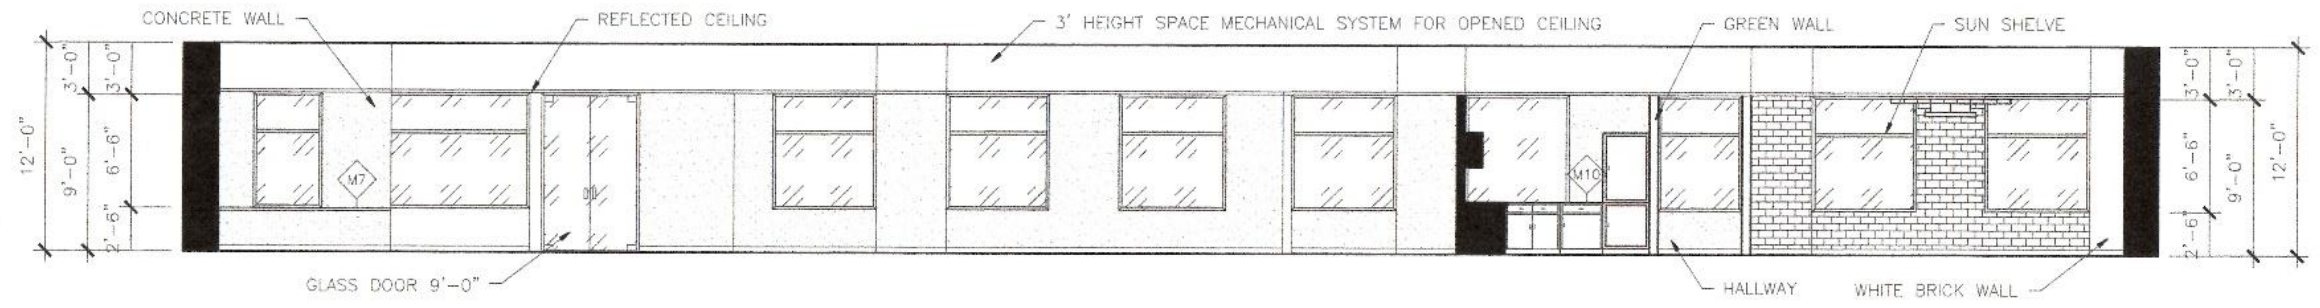 CONCRETE WALL
REFLECTED CEILING
3' HEIGHT SPACE MECHANICAL SYSTEM FOR OPENED CEILING
GREEN WALL
SUN SHELVE
12'-0"
9'-0"
3'-0"
3'-0"
6'-6"
2'-6"
M7
M10
3'-0"
3'-0"
6'-6"
2'-6"
9'-0"
12'-0"
GLASS DOOR 9'-0"
HALLWAY
WHITE BRICK WALL